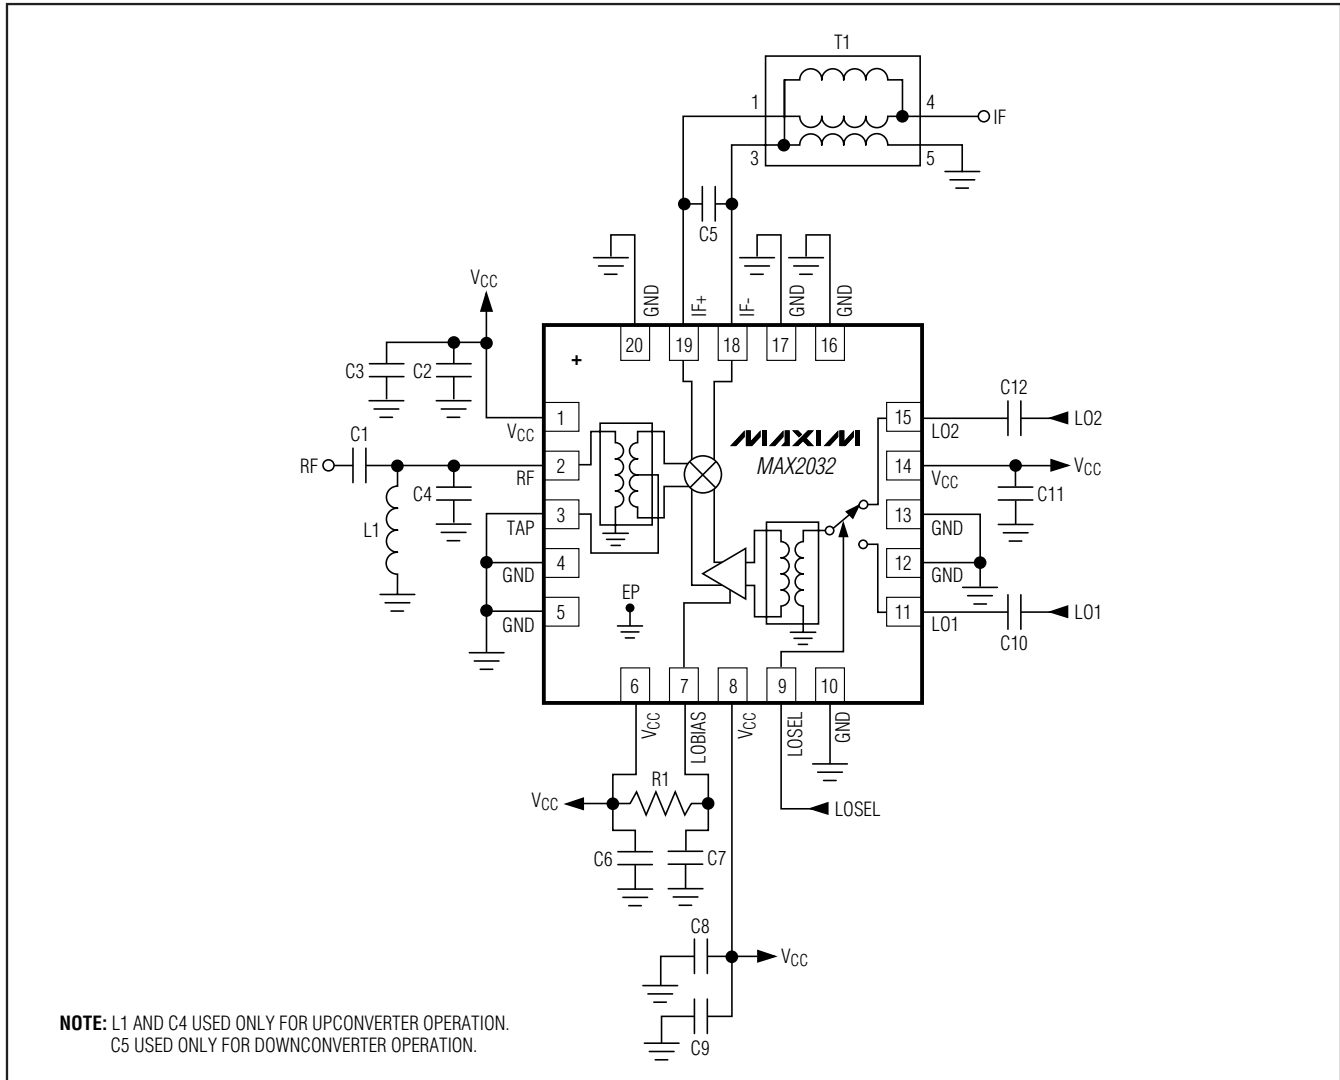 T1
1
4
IF
3
5
C5
VCC
GND
IF+
IF-
GND
GND
20
19
18
17
16
+
C3
C2
C12
1
15
LO2
VCC
LO2
C1
MAXIM
MAX2032
RF
2
14
VCC
RF
VCC
C4
C11
L1
3
13
TAP
GND
4
12
GND
GND
EP
5
11
LO1
GND
LO1
C10
6
7
8
9
10
VCC
LOBIAS
VCC
LOSEL
GND
R1
VCC
LOSEL
C6
C7
C8
VCC
C9
NOTE: L1 AND C4 USED ONLY FOR UPCONVERTER OPERATION.
C5 USED ONLY FOR DOWNCONVERTER OPERATION.